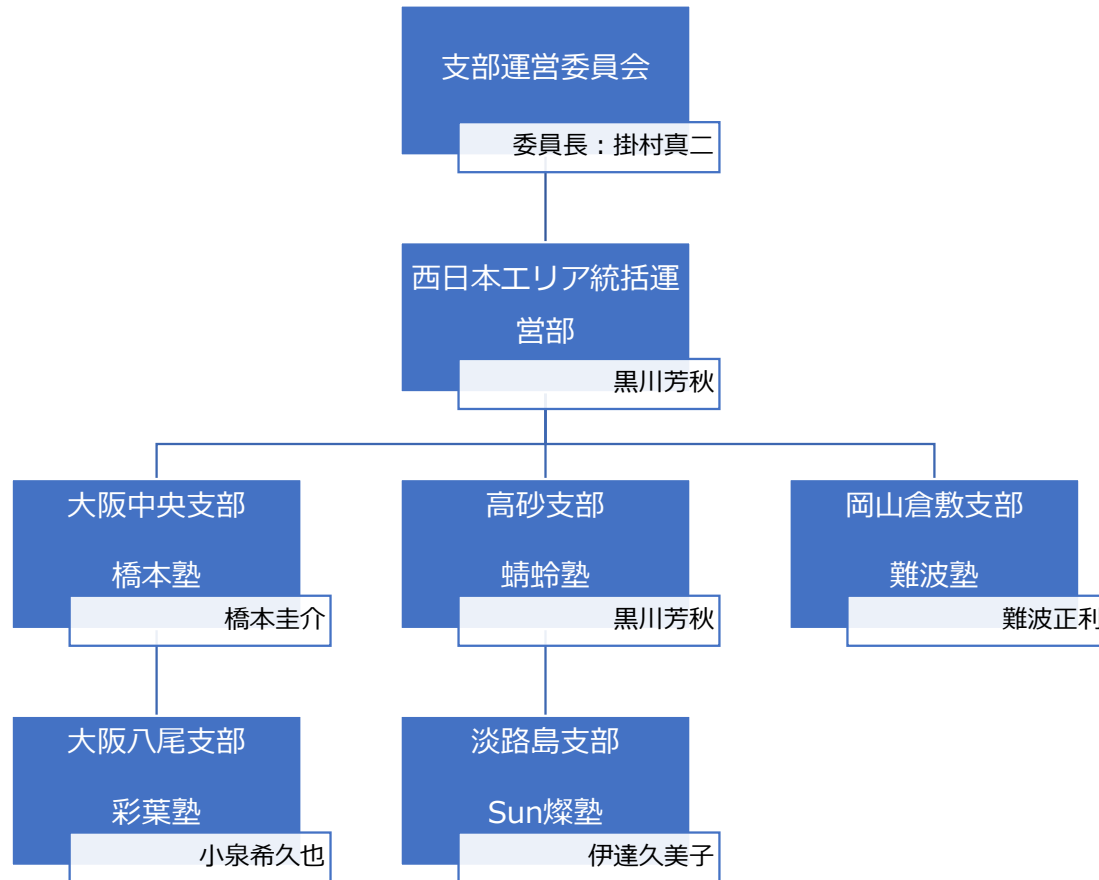 支部運営委員会
委員長：掛村真二
西日本エリア統括運
営部
黒川芳秋
大阪中央支部
橋本塾
橋本圭介
高砂支部
蜻蛉塾
黒川芳秋
岡山倉敷支部
難波塾
難波正利
大阪八尾支部
彩葉塾
小泉希久也
淡路島支部
Sun燦塾
伊達久美子